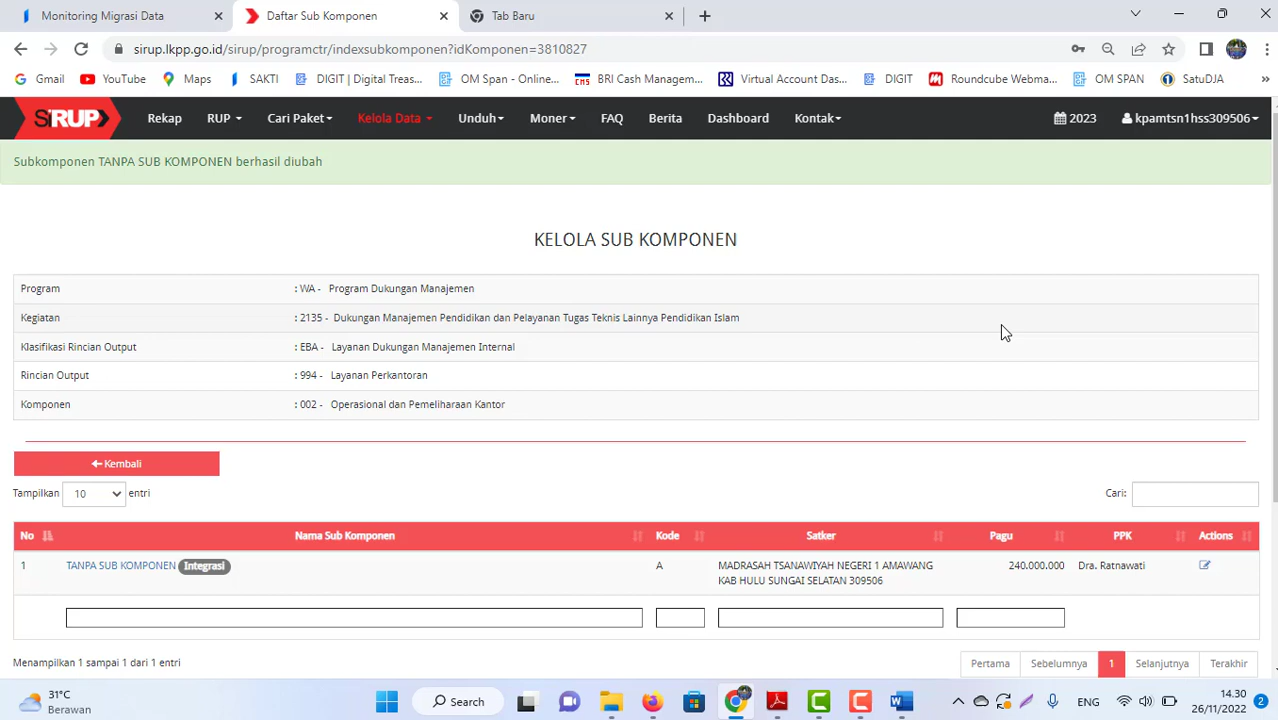 Monitoring Migrasi Data
Daftar Sub Komponen
Tab Baru
sirup.lkpp.go.id/sirup/programctr/indexsubkomponen?idKomponen=3810827
Gmail YouTube Maps SAKTI DIGIT | Digital Treas... OM Span - Online... BRI Cash Managem... Virtual Account Das... DIGIT Roundcube Webma... OM SPAN SatuDJA
SiRUP Rekap RUP Cari Paket Kelola Data Unduh Moner FAQ Berita Dashboard Kontak 2023 kpamtsn1hss309506
Subkomponen TANPA SUB KOMPONEN berhasil diubah
KELOLA SUB KOMPONEN
Program : WA - Program Dukungan Manajemen
Kegiatan : 2135 - Dukungan Manajemen Pendidikan dan Pelayanan Tugas Teknis Lainnya Pendidikan Islam
Klasifikasi Rincian Output : EBA - Layanan Dukungan Manajemen Internal
Rincian Output : 994 - Layanan Perkantoran
Komponen : 002 - Operasional dan Pemeliharaan Kantor
Kembali
Tampilkan 10 entri Cari:
No Nama Sub Komponen Kode Satker Pagu PPK Actions
1 TANPA SUB KOMPONEN Integrasi A MADRASAH TSANAWIYAH NEGERI 1 AMAWANG 240.000.000 Dra. Ratnawati
KAB HULU SUNGAI SELATAN 309506
Menampilkan 1 sampai 1 dari 1 entri
Pertama Sebelumnya 1 Selanjutnya Terakhir
31°C
Berawan
Search
ENG
14.30
26/11/2022
2